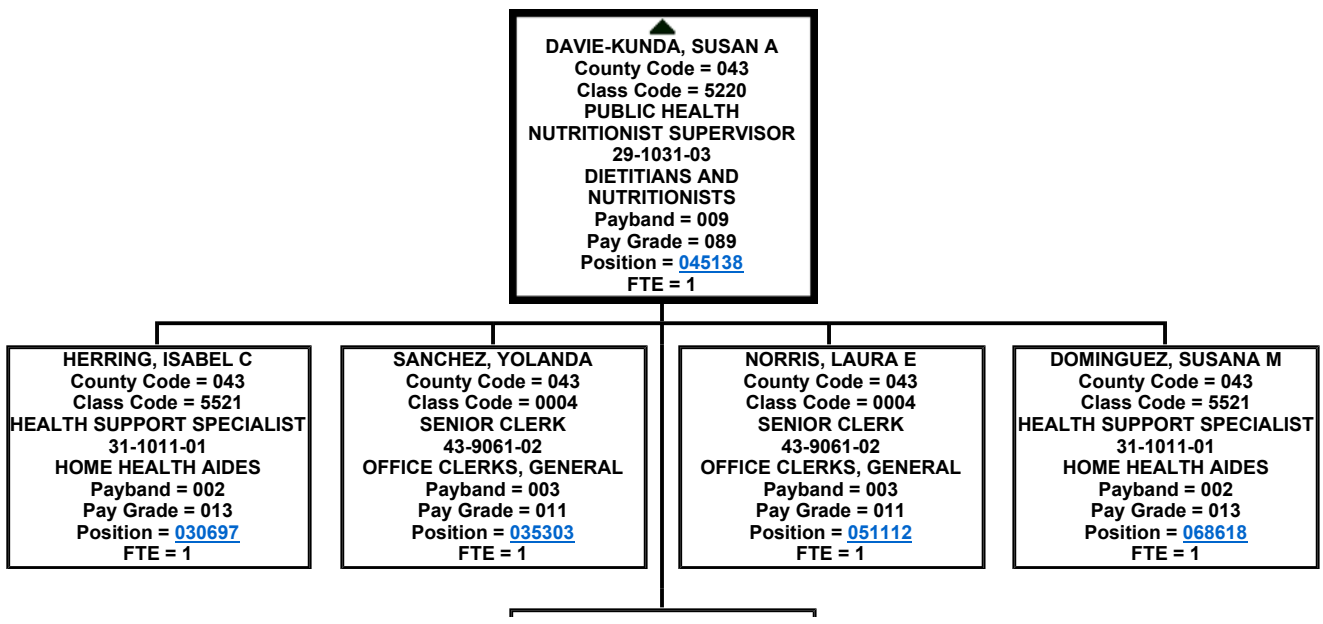 DAVIE-KUNDA, SUSAN A
County Code = 043
Class Code = 5220
PUBLIC HEALTH
NUTRITIONIST SUPERVISOR
29-1031-03
DIETITIANS AND
NUTRITIONISTS
Payband = 009
Pay Grade = 089
Position = 045138
FTE = 1
HERRING, ISABEL C
County Code = 043
Class Code = 5521
HEALTH SUPPORT SPECIALIST
31-1011-01
HOME HEALTH AIDES
Payband = 002
Pay Grade = 013
Position = 030697
FTE = 1
SANCHEZ, YOLANDA
County Code = 043
Class Code = 0004
SENIOR CLERK
43-9061-02
OFFICE CLERKS, GENERAL
Payband = 003
Pay Grade = 011
Position = 035303
FTE = 1
NORRIS, LAURA E
County Code = 043
Class Code = 0004
SENIOR CLERK
43-9061-02
OFFICE CLERKS, GENERAL
Payband = 003
Pay Grade = 011
Position = 051112
FTE = 1
DOMINGUEZ, SUSANA M
County Code = 043
Class Code = 5521
HEALTH SUPPORT SPECIALIST
31-1011-01
HOME HEALTH AIDES
Payband = 002
Pay Grade = 013
Position = 068618
FTE = 1